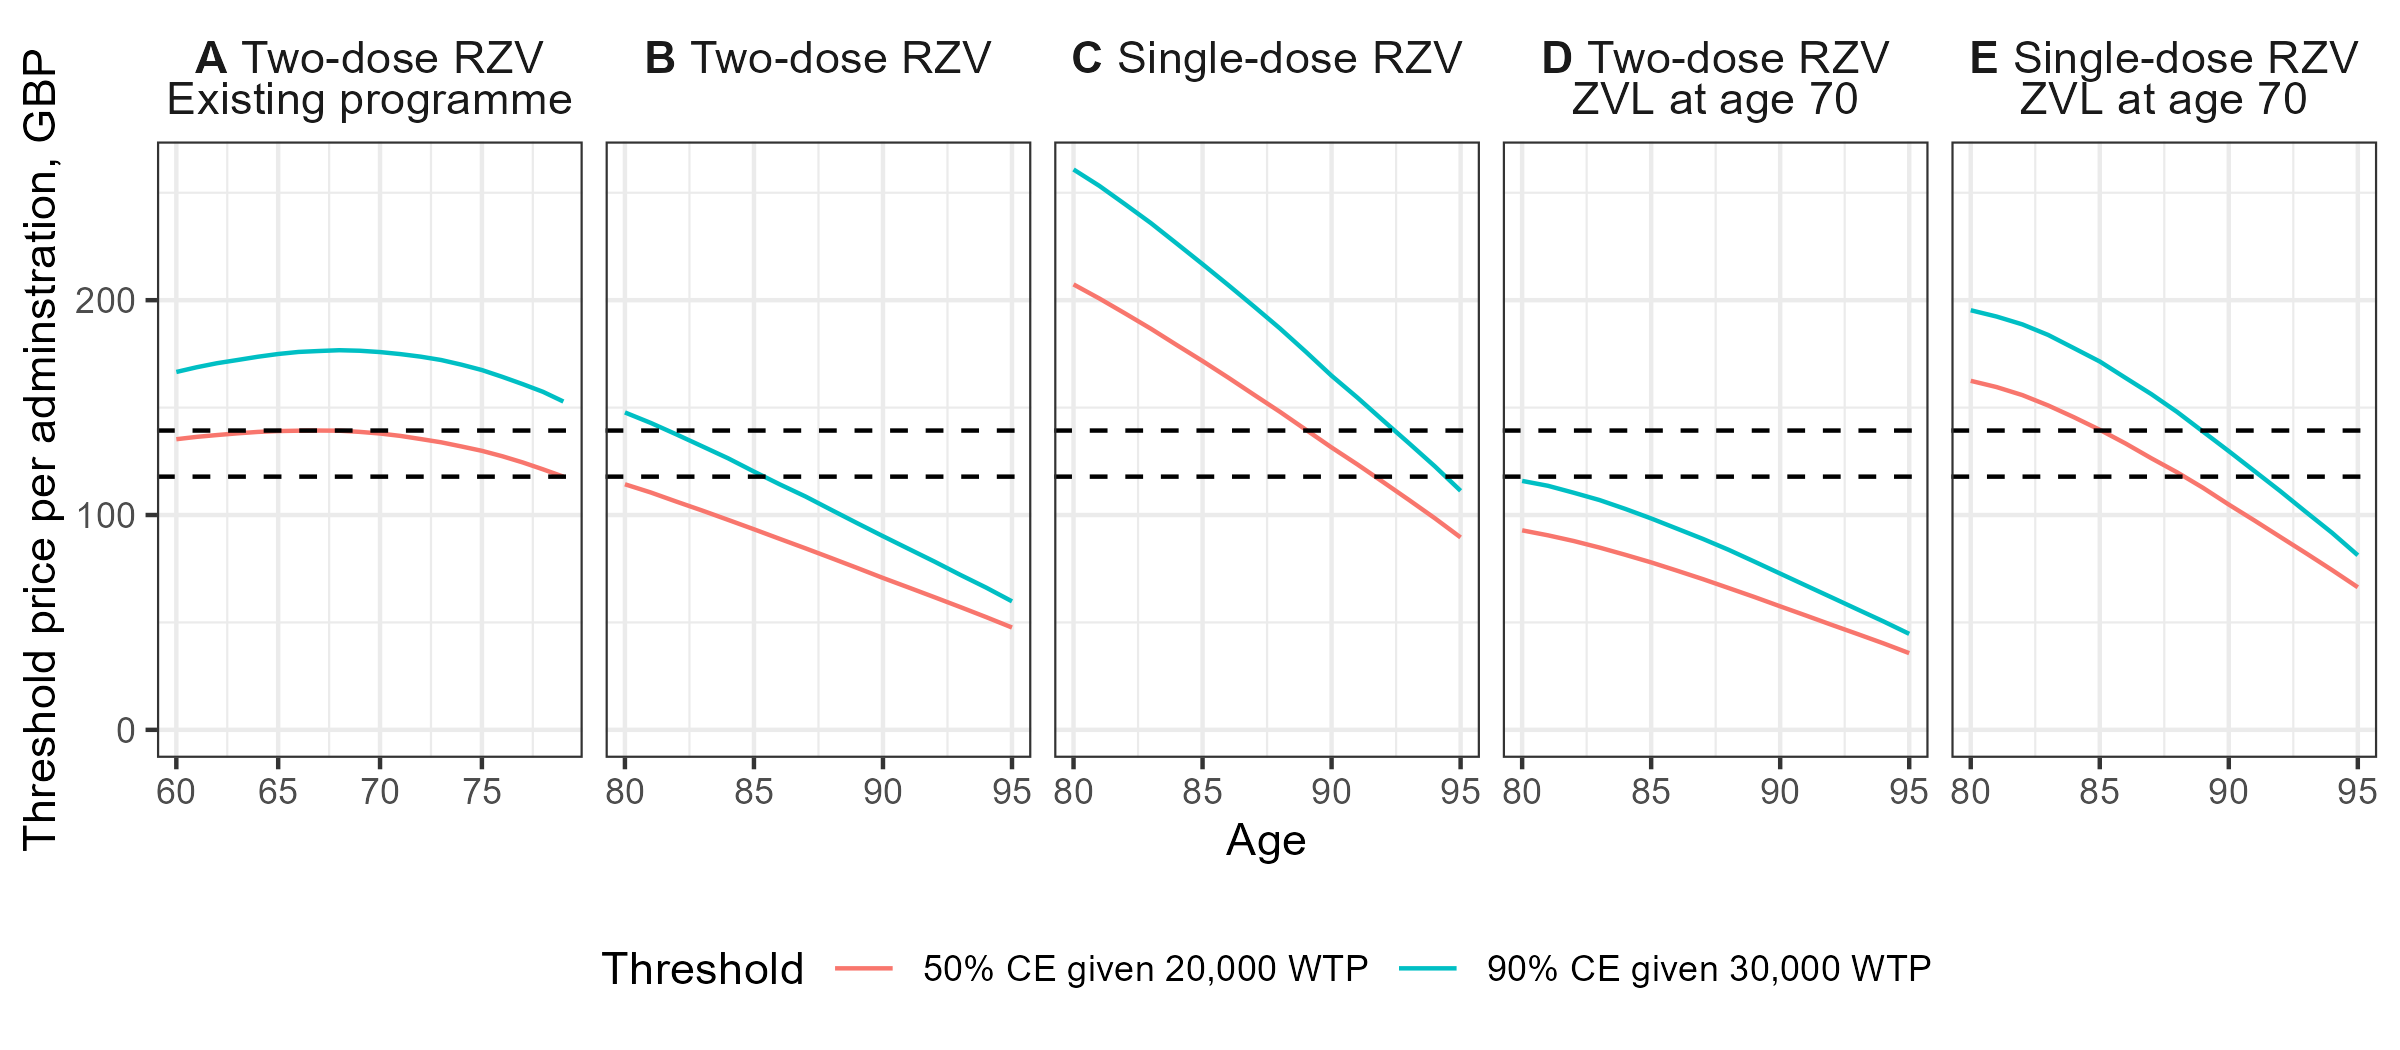 A Two-dose RZV
Existing programme
B Two-dose RZV
C Single-dose RZV
D Two-dose RZV
ZVL at age 70
E Single-dose RZV
ZVL at age 70
Threshold price per adminstration, GBP
200
100
0
60 65 70 75
80 85 90 95
80 85 90 95
80 85 90 95
80 85 90 95
Age
Threshold 50% CE given 20,000 WTP 90% CE given 30,000 WTP